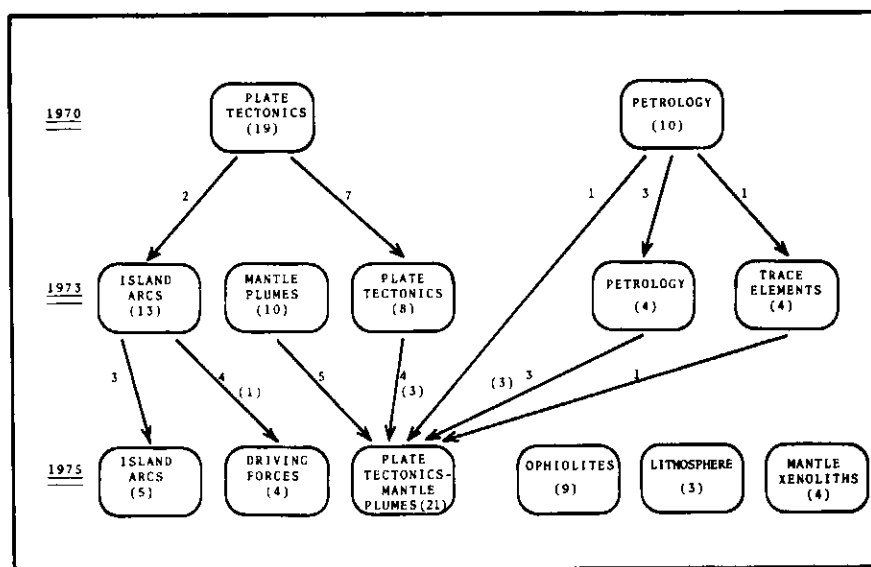 1970
PLATE
TECTONICS
(19)
PETROLOGY
(10)
2
7
1
3
1
1973
ISLAND
ARCS
(13)
MANTLE
PLUMES
(10)
PLATE
TECTONICS
(8)
PETROLOGY
(4)
TRACE
ELEMENTS
(4)
3
4
(1)
5
4
(3)
(3) 3
1
1975
ISLAND
ARCS
(5)
DRIVING
FORCES
(4)
PLATE
TECTONICS-
MANTLE
PLUMES(21)
OPHIOLITES
(9)
LITHOSPHERE
(3)
MANTLE
XENOLITHS
(4)